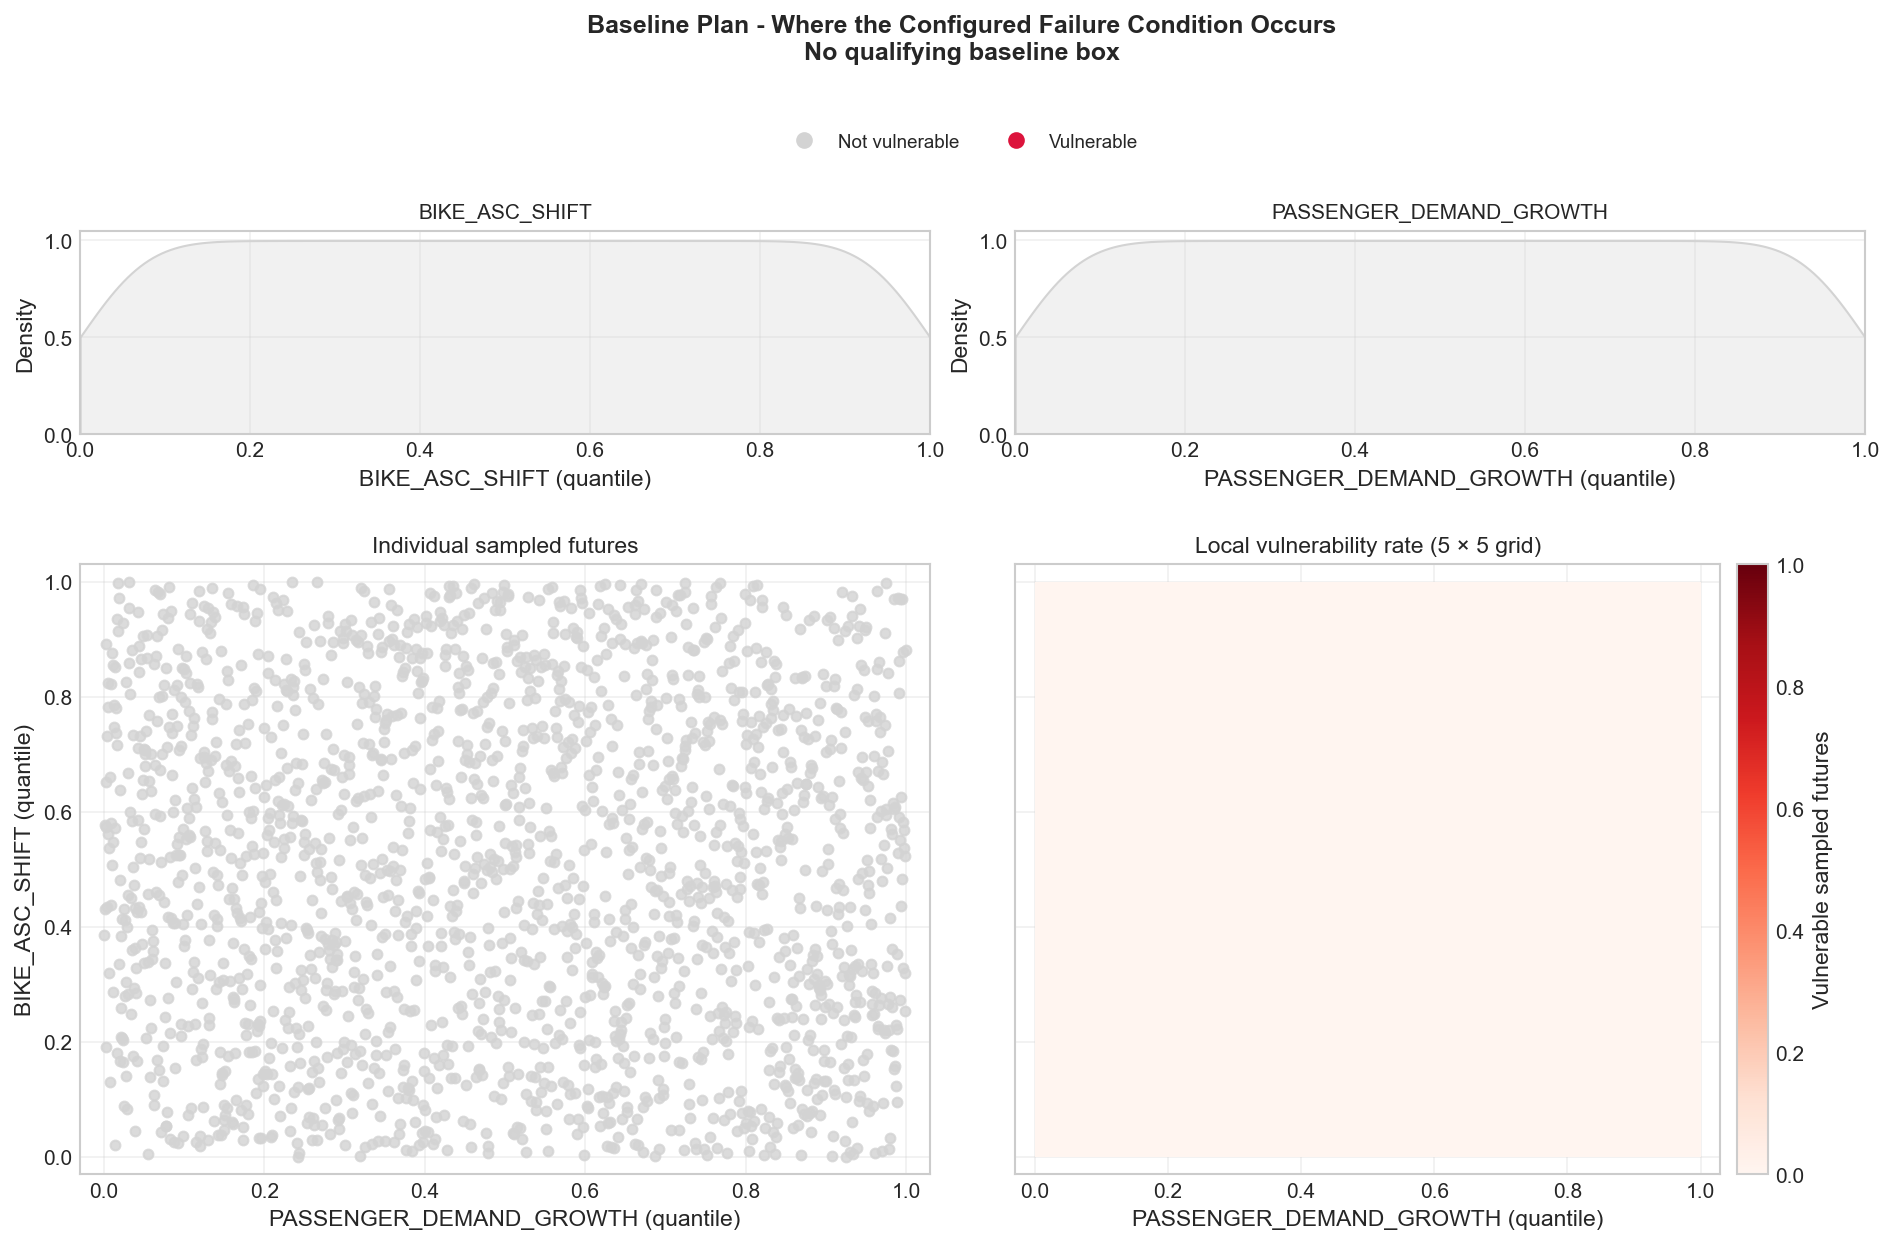 Baseline Plan - Where the Configured Failure Condition Occurs
No qualifying baseline box
Not vulnerable
Vulnerable
BIKE_ASC_SHIFT
Density
1.0
0.5
0.0
0.0 0.2 0.4 0.6 0.8 1.0
BIKE_ASC_SHIFT (quantile)
PASSENGER_DEMAND_GROWTH
Density
1.0
0.5
0.0
0.0 0.2 0.4 0.6 0.8 1.0
PASSENGER_DEMAND_GROWTH (quantile)
Individual sampled futures
BIKE_ASC_SHIFT (quantile)
1.0
0.8
0.6
0.4
0.2
0.0
0.0 0.2 0.4 0.6 0.8 1.0
PASSENGER_DEMAND_GROWTH (quantile)
Local vulnerability rate (5 × 5 grid)
0.0 0.2 0.4 0.6 0.8 1.0
PASSENGER_DEMAND_GROWTH (quantile)
1.0
0.8
0.6
0.4
0.2
0.0
Vulnerable sampled futures